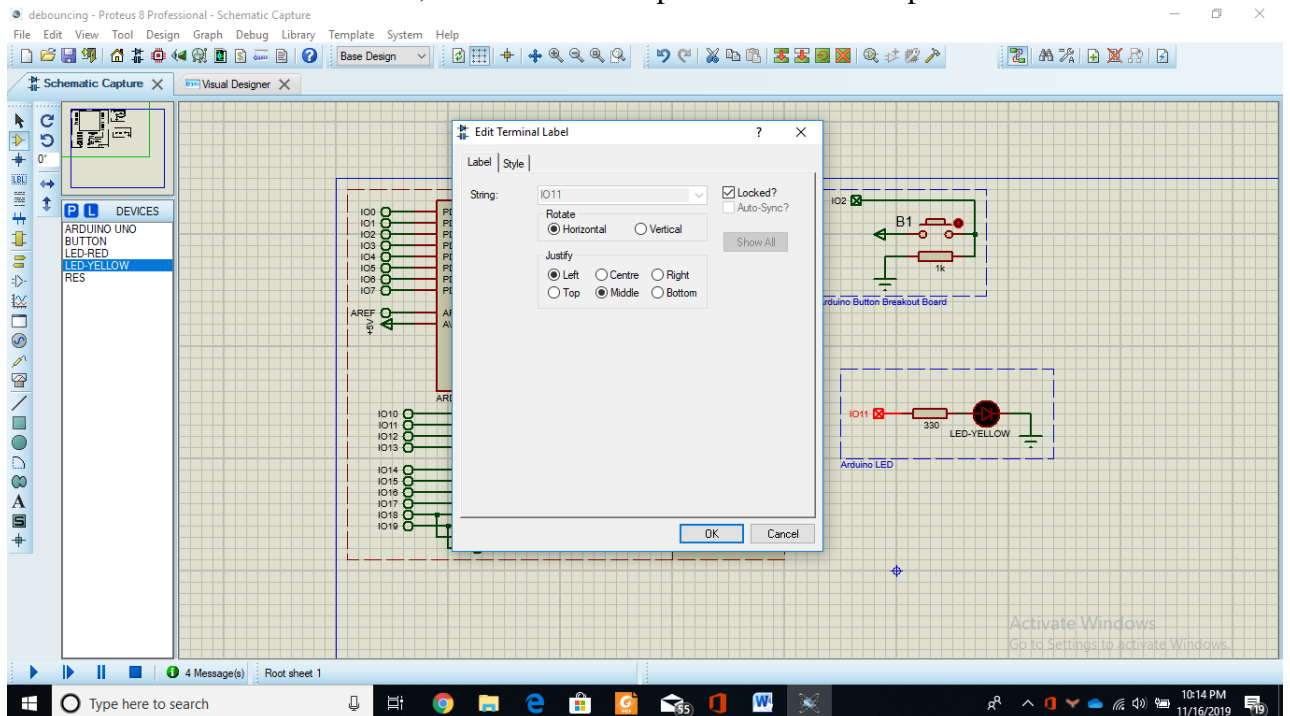 debouncing - Proteus 8 Professional - Schematic Capture
File Edit View Tool Design Graph Debug Library Template System Help
Base Design
Schematic Capture
Visual Designer
0°
LBL
P L DEVICES
ARDUINO UNO
BUTTON
LED-RED
LED-YELLOW
RES
Edit Terminal Label ?
Label Style
String: IO11
Locked?
Auto-Sync?
Rotate
Horizontal Vertical
Show All
Justify
Left Centre Right
Top Middle Bottom
OK Cancel
IO0
IO1
IO2
IO3
IO4
IO5
IO6
IO7
AREF
+5V
IO10
IO11
IO12
IO13
IO14
IO15
IO16
IO17
IO18
IO19
IO2
B1
1k
rduino Button Breakout Board
IO11
330
LED-YELLOW
Arduino LED
Activate Windows
Go to Settings to activate Windows.
4 Message(s) Root sheet 1
Type here to search
55
10:14 PM
11/16/2019
19